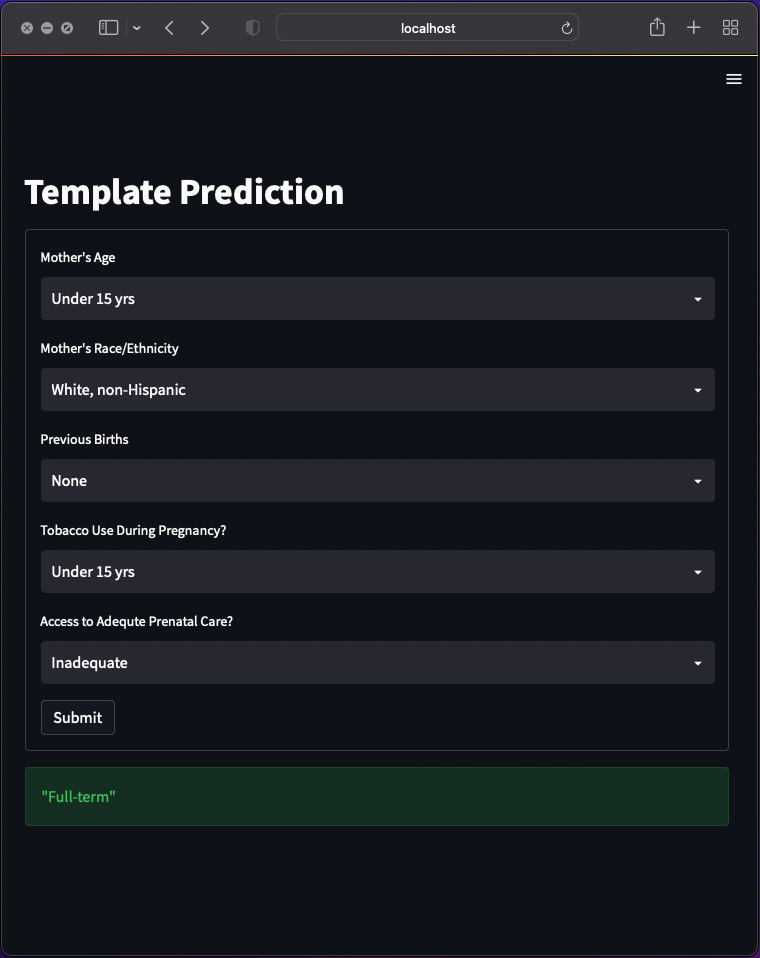 localhost
Template Prediction
Mother's Age
Under 15 yrs
Mother's Race/Ethnicity
White, non-Hispanic
Previous Births
None
Tobacco Use During Pregnancy?
Under 15 yrs
Access to Adequte Prenatal Care?
Inadequate
Submit
"Full-term"